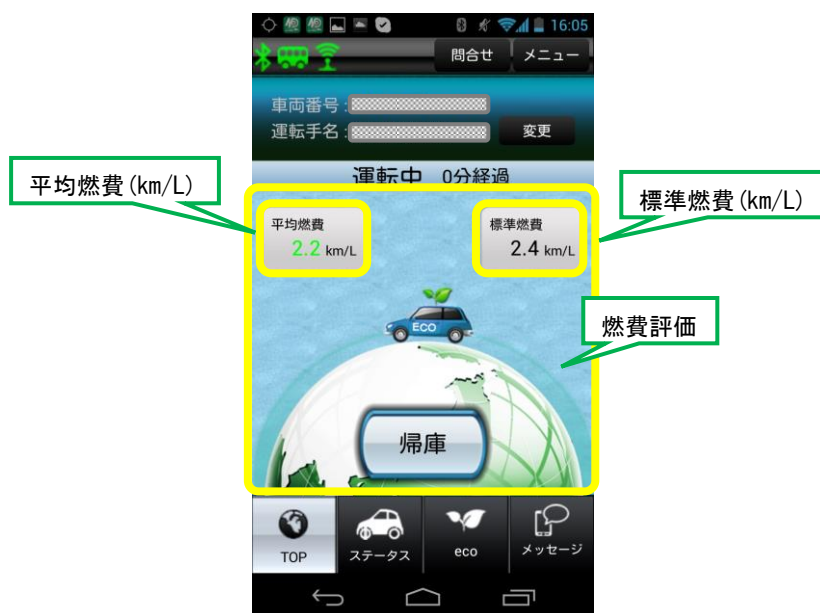 16:05
問合せ メニュー
車両番号:
運転手名:
変更
運転中 0分経過
平均燃費(km/L)
標準燃費(km/L)
平均燃費
2.2 km/L
標準燃費
2.4 km/L
ECO
燃費評価
帰庫
TOP ステータス eco メッセージ